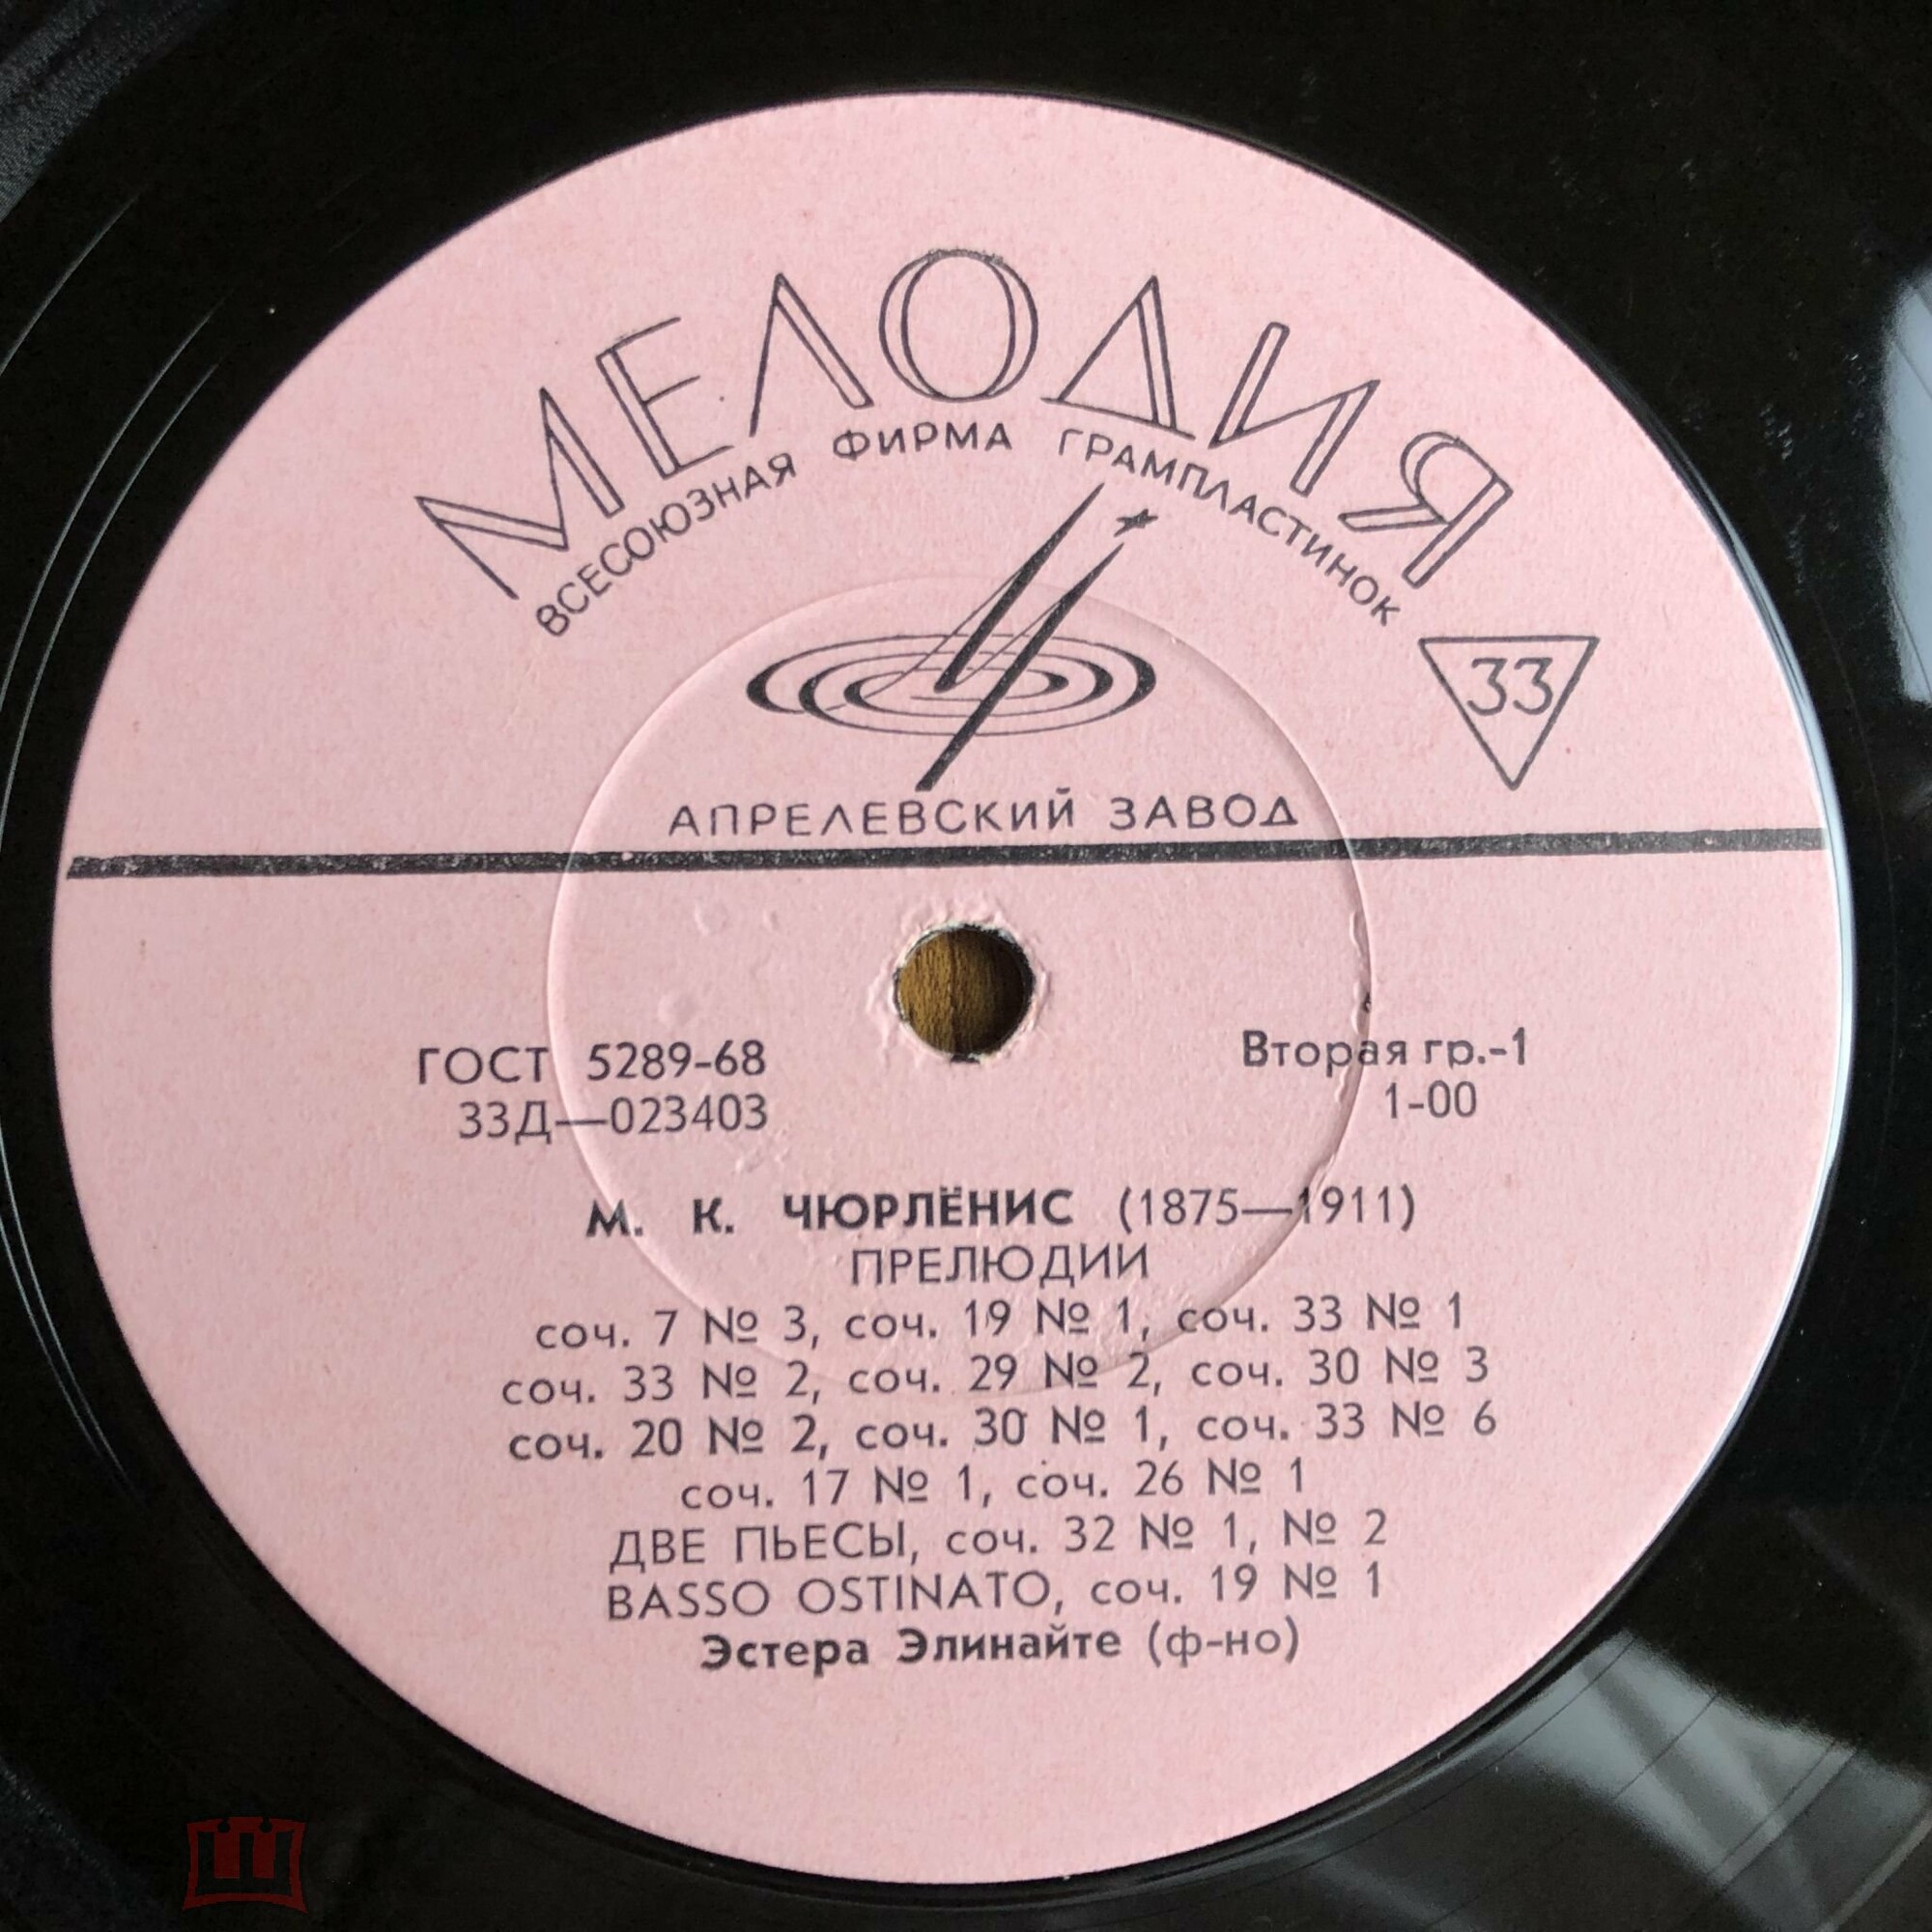 МЕЛОДИЯ
ВСЕСОЮЗНАЯ ФИРМА ГРАМПЛАСТИНОК
33
АПРЕЛЕВСКИЙ ЗАВОД
ГОСТ 5289-68
Вторая гр.-1
33Д—023403
1-00
М. К. ЧЮРЛЁНИС (1875—1911)
ПРЕЛЮДИИ
соч. 7 № 3, соч. 19 № 1, соч. 33 № 1
соч. 33 № 2, соч. 29 № 2, соч. 30 № 3
соч. 20 № 2, соч. 30 № 1, соч. 33 № 6
соч. 17 № 1, соч. 26 № 1
ДВЕ ПЬЕСЫ, соч. 32 № 1, № 2
BASSO OSTINATO, соч. 19 № 1
Эстера Элинайте (ф-но)